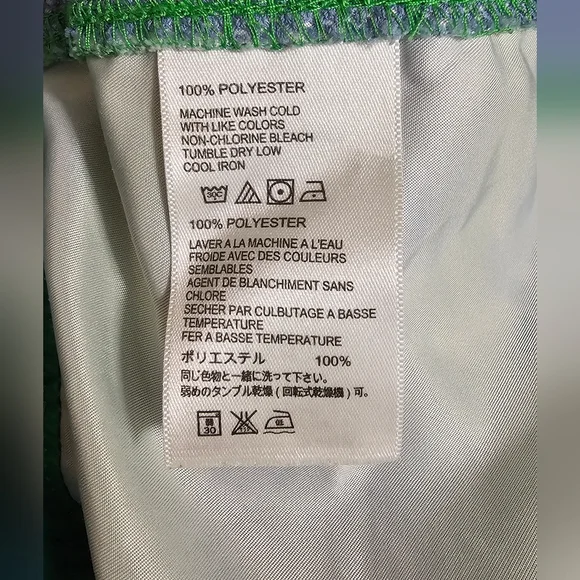 100% POLYESTER
MACHINE WASH COLD
WITH LIKE COLORS
NON-CHLORINE BLEACH
TUMBLE DRY LOW
COOL IRON
30C
100% POLYESTER
LAVER A LA MACHINE A L'EAU
FROIDE AVEC DES COULEURS
SEMBLABLES
AGENT DE BLANCHIMENT SANS
CHLORE
SECHER PAR CULBUTAGE A BASSE
TEMPERATURE
FER A BASSE TEMPERATURE
ポリエステル 100%
同じ色物と一緒に洗って下さい。
弱めのタンブル乾燥(回転式乾燥機)可。
30